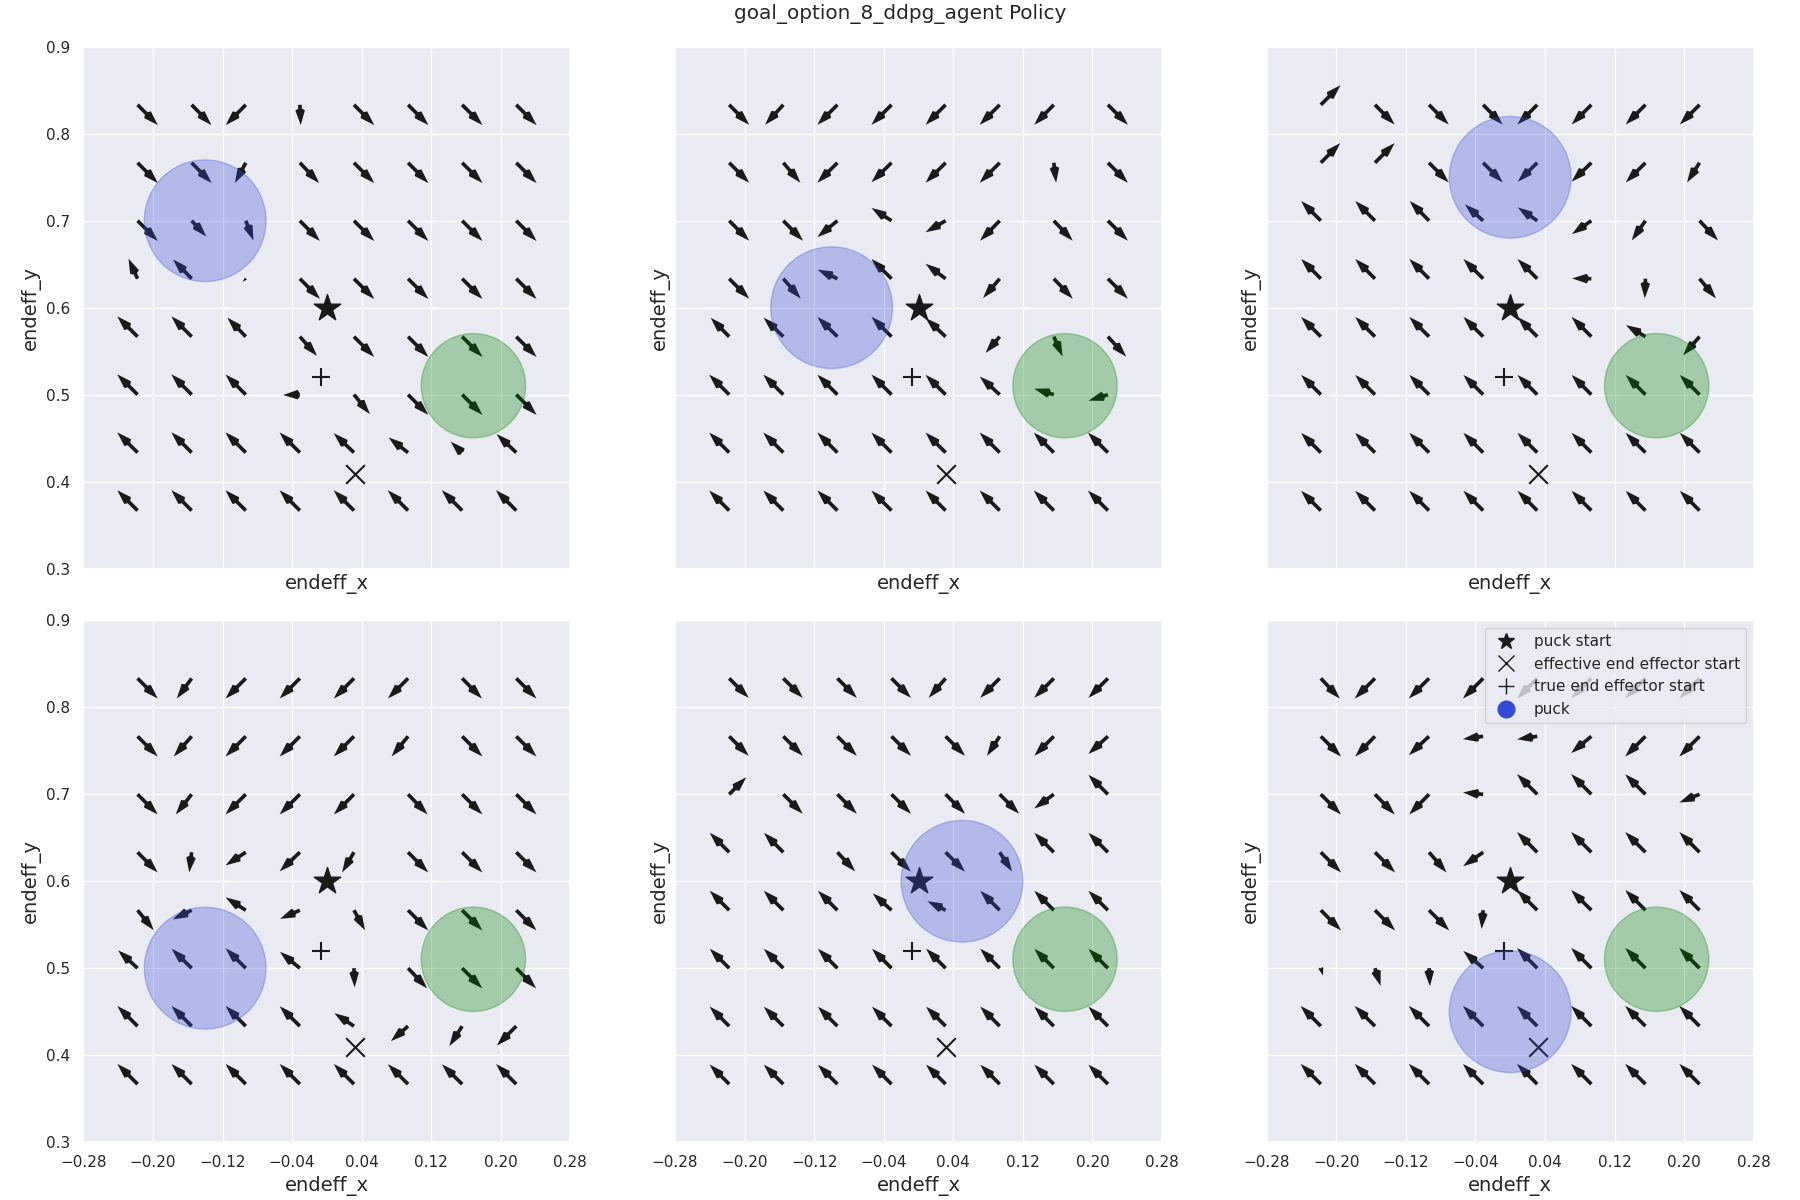 goal_option_8_ddpg_agent Policy
0.9
0.8
0.7
0.6
0.5
0.4
0.3
endeff_y
endeff_x
endeff_y
endeff_x
endeff_y
endeff_x
0.9
0.8
0.7
0.6
0.5
0.4
0.3
endeff_y
−0.28 −0.20 −0.12 −0.04 0.04 0.12 0.20 0.28
endeff_x
endeff_y
−0.28 −0.20 −0.12 −0.04 0.04 0.12 0.20 0.28
endeff_x
puck start
effective end effector start
true end effector start
puck
endeff_y
−0.28 −0.20 −0.12 −0.04 0.04 0.12 0.20 0.28
endeff_x